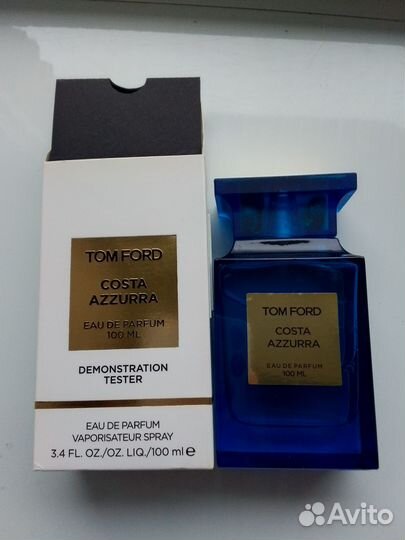 TOM FORD
COSTA
AZZURRA
EAU DE PARFUM
100 ML
DEMONSTRATION
TESTER
EAU DE PARFUM
VAPORISATEUR SPRAY
3.4 FL. OZ./OZ. LIQ./100 ml ℮
TOM FORD
COSTA
AZZURRA
EAU DE PARFUM
100 ML
Avito